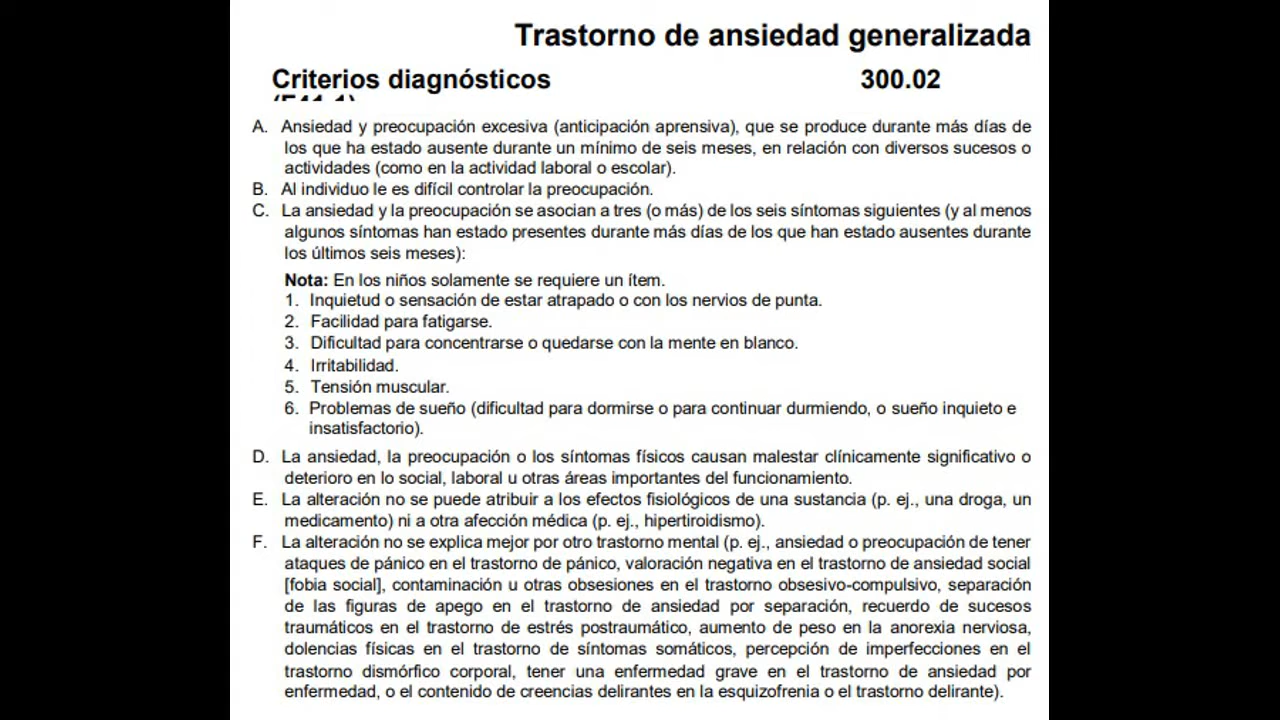 Trastorno de ansiedad generalizada
Criterios diagnósticos 300.02
(F41.1)
A. Ansiedad y preocupación excesiva (anticipación aprensiva), que se produce durante más días de
los que ha estado ausente durante un mínimo de seis meses, en relación con diversos sucesos o
actividades (como en la actividad laboral o escolar).
B. Al individuo le es difícil controlar la preocupación.
C. La ansiedad y la preocupación se asocian a tres (o más) de los seis síntomas siguientes (y al menos
algunos síntomas han estado presentes durante más días de los que han estado ausentes durante
los últimos seis meses):
Nota: En los niños solamente se requiere un ítem.
1. Inquietud o sensación de estar atrapado o con los nervios de punta.
2. Facilidad para fatigarse.
3. Dificultad para concentrarse o quedarse con la mente en blanco.
4. Irritabilidad.
5. Tensión muscular.
6. Problemas de sueño (dificultad para dormirse o para continuar durmiendo, o sueño inquieto e
insatisfactorio).
D. La ansiedad, la preocupación o los síntomas físicos causan malestar clínicamente significativo o
deterioro en lo social, laboral u otras áreas importantes del funcionamiento.
E. La alteración no se puede atribuir a los efectos fisiológicos de una sustancia (p. ej., una droga, un
medicamento) ni a otra afección médica (p. ej., hipertiroidismo).
F. La alteración no se explica mejor por otro trastorno mental (p. ej., ansiedad o preocupación de tener
ataques de pánico en el trastorno de pánico, valoración negativa en el trastorno de ansiedad social
[fobia social], contaminación u otras obsesiones en el trastorno obsesivo-compulsivo, separación
de las figuras de apego en el trastorno de ansiedad por separación, recuerdo de sucesos
traumáticos en el trastorno de estrés postraumático, aumento de peso en la anorexia nerviosa,
dolencias físicas en el trastorno de síntomas somáticos, percepción de imperfecciones en el
trastorno dismórfico corporal, tener una enfermedad grave en el trastorno de ansiedad por
enfermedad, o el contenido de creencias delirantes en la esquizofrenia o el trastorno delirante).